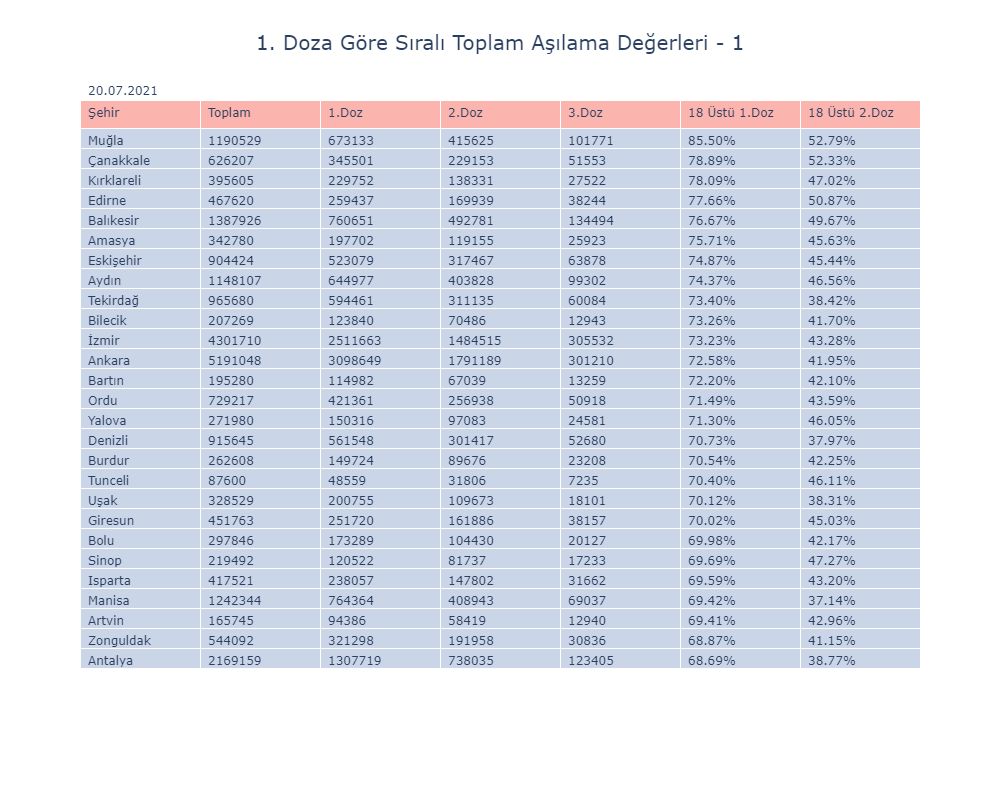 1. Doza Göre Sıralı Toplam Aşılama Değerleri - 1
20.07.2021
Şehir Toplam 1.Doz 2.Doz 3.Doz 18 Üstü 1.Doz 18 Üstü 2.Doz
Muğla 1190529 673133 415625 101771 85.50% 52.79%
Çanakkale 626207 345501 229153 51553 78.89% 52.33%
Kırklareli 395605 229752 138331 27522 78.09% 47.02%
Edirne 467620 259437 169939 38244 77.66% 50.87%
Balıkesir 1387926 760651 492781 134494 76.67% 49.67%
Amasya 342780 197702 119155 25923 75.71% 45.63%
Eskişehir 904424 523079 317467 63878 74.87% 45.44%
Aydın 1148107 644977 403828 99302 74.37% 46.56%
Tekirdağ 965680 594461 311135 60084 73.40% 38.42%
Bilecik 207269 123840 70486 12943 73.26% 41.70%
İzmir 4301710 2511663 1484515 305532 73.23% 43.28%
Ankara 5191048 3098649 1791189 301210 72.58% 41.95%
Bartın 195280 114982 67039 13259 72.20% 42.10%
Ordu 729217 421361 256938 50918 71.49% 43.59%
Yalova 271980 150316 97083 24581 71.30% 46.05%
Denizli 915645 561548 301417 52680 70.73% 37.97%
Burdur 262608 149724 89676 23208 70.54% 42.25%
Tunceli 87600 48559 31806 7235 70.40% 46.11%
Uşak 328529 200755 109673 18101 70.12% 38.31%
Giresun 451763 251720 161886 38157 70.02% 45.03%
Bolu 297846 173289 104430 20127 69.98% 42.17%
Sinop 219492 120522 81737 17233 69.69% 47.27%
Isparta 417521 238057 147802 31662 69.59% 43.20%
Manisa 1242344 764364 408943 69037 69.42% 37.14%
Artvin 165745 94386 58419 12940 69.41% 42.96%
Zonguldak 544092 321298 191958 30836 68.87% 41.15%
Antalya 2169159 1307719 738035 123405 68.69% 38.77%